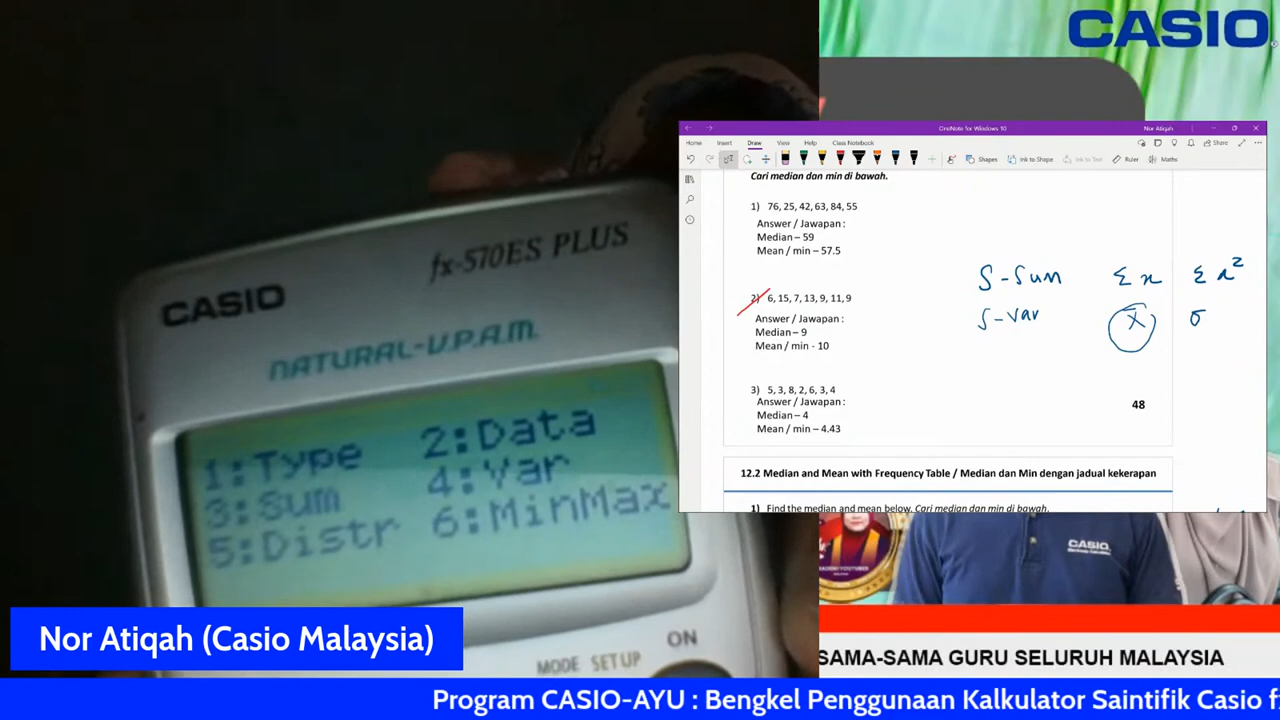 CASIO
fx-570ES PLUS
CASIO
NATURAL-V.P.A.M.
1:Type 2:Data
3:Sum 4:Var
5:Distr 6:MinMax
ON
MODE SETUP
OneNote for Windows 10
Nor Atiqah
Home Insert Draw View Help Class Notebook
Share
Shapes Ink to Shape Ink to Text Ruler Maths
Cari median dan min di bawah.
1) 76, 25, 42, 63, 84, 55
Answer / Jawapan :
Median – 59
Mean / min – 57.5
2) 6, 15, 7, 13, 9, 11, 9
Answer / Jawapan :
Median – 9
Mean / min - 10
3) 5, 3, 8, 2, 6, 3, 4
Answer / Jawapan :
Median – 4
Mean / min – 4.43
S - Sum Σx Σx²
S - Var x̄ σ
48
12.2 Median and Mean with Frequency Table / Median dan Min dengan jadual kekerapan
1) Find the median and mean below. Cari median dan min di bawah.
CASIO
Nor Atiqah (Casio Malaysia)
SAMA-SAMA GURU SELURUH MALAYSIA
Program CASIO-AYU : Bengkel Penggunaan Kalkulator Saintifik Casio f